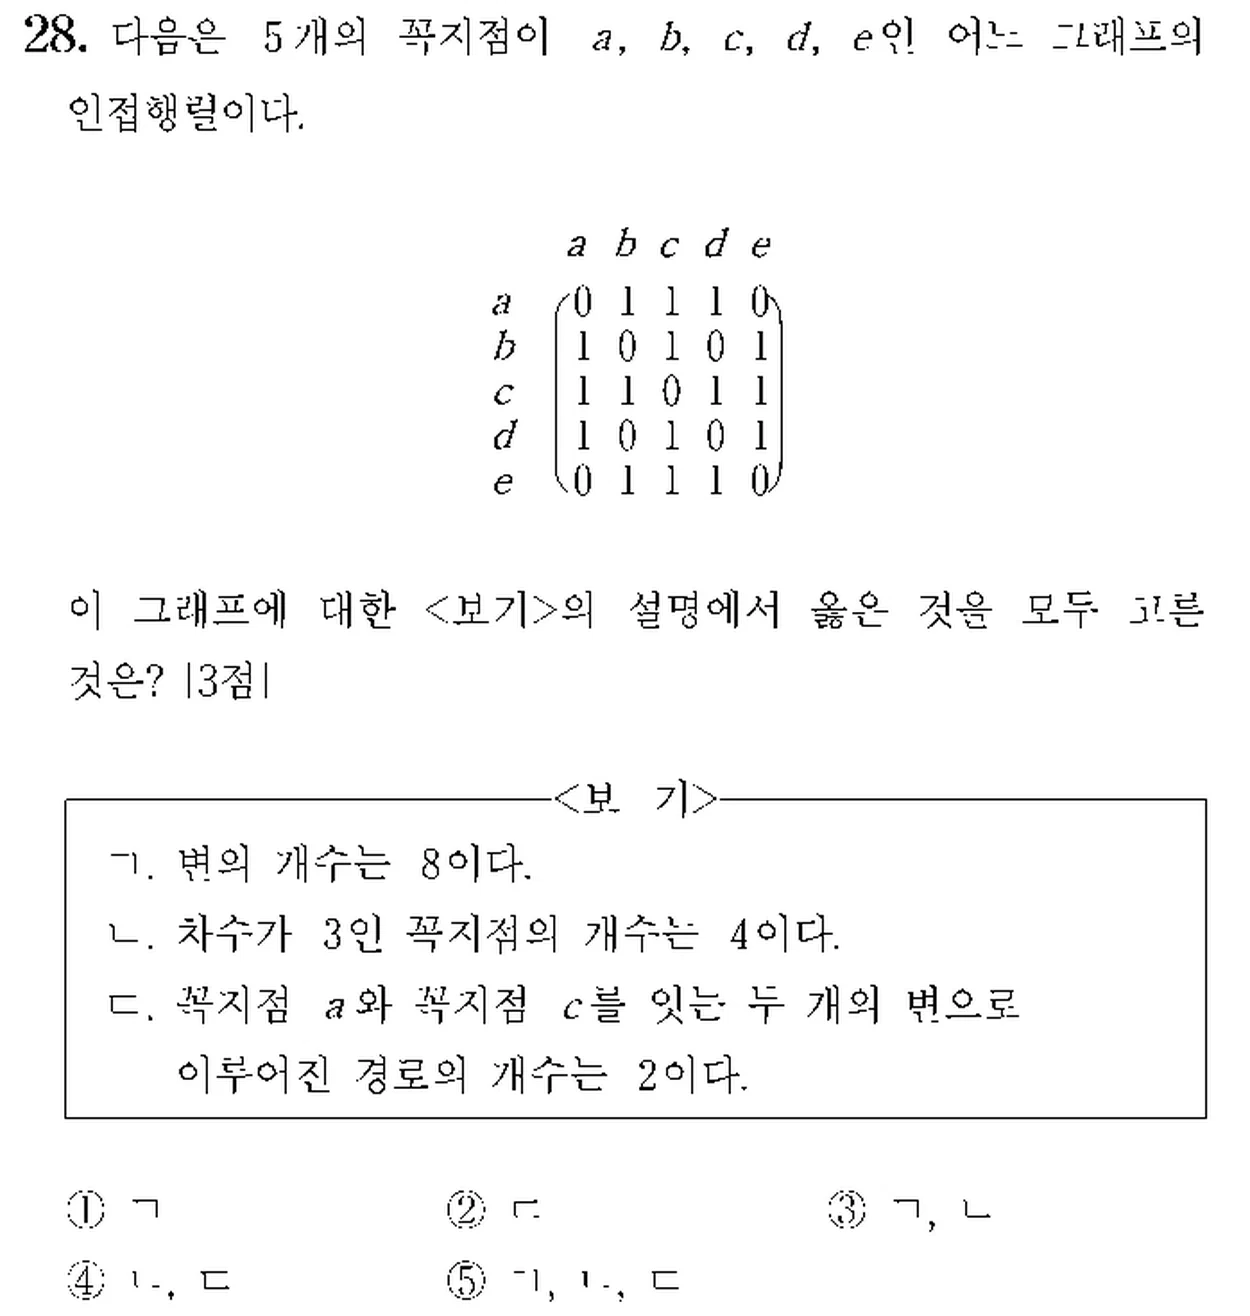 28. 다음은 5개의 꼭지점이 a, b, c, d, e인 어느 그래프의
인접행렬이다.
a b c d e
a 0 1 1 1 0
b 1 0 1 0 1
c 1 1 0 1 1
d 1 0 1 0 1
e 0 1 1 1 0
이 그래프에 대한 <보기>의 설명에서 옳은 것을 모두 고른
것은? |3점|
<보 기>
ㄱ. 변의 개수는 8이다.
ㄴ. 차수가 3인 꼭지점의 개수는 4이다.
ㄷ. 꼭지점 a와 꼭지점 c를 잇는 두 개의 변으로
이루어진 경로의 개수는 2이다.
① ㄱ ② ㄷ ③ ㄱ, ㄴ
④ ㄴ, ㄷ ⑤ ㄱ, ㄴ, ㄷ